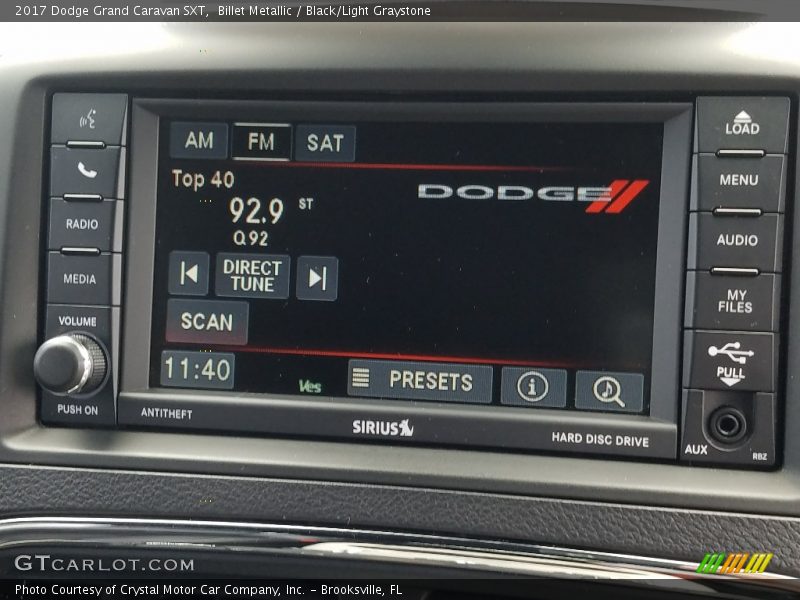 2017 Dodge Grand Caravan SXT, Billet Metallic / Black/Light Graystone
AM FM SAT
Top 40
92.9 ST
Q92
DODGE
DIRECT
TUNE
SCAN
11:40
Yes
PRESETS
RADIO
MEDIA
VOLUME
PUSH ON
LOAD
MENU
AUDIO
MY
FILES
PULL
AUX
RBZ
ANTITHEFT
SIRIUS
HARD DISC DRIVE
GTCARLOT.COM
Photo Courtesy of Crystal Motor Car Company, Inc. – Brooksville, FL